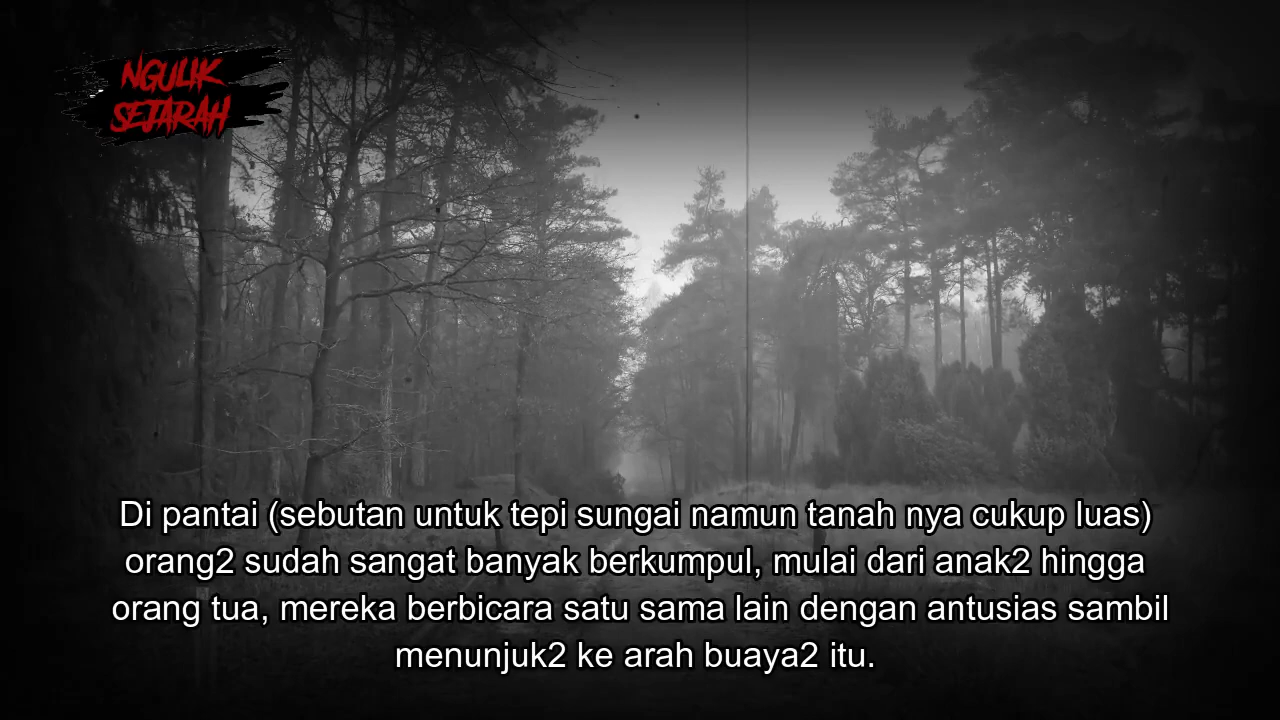 NGULIK
SEJARAH
Di pantai (sebutan untuk tepi sungai namun tanah nya cukup luas)
orang2 sudah sangat banyak berkumpul, mulai dari anak2 hingga
orang tua, mereka berbicara satu sama lain dengan antusias sambil
menunjuk2 ke arah buaya2 itu.